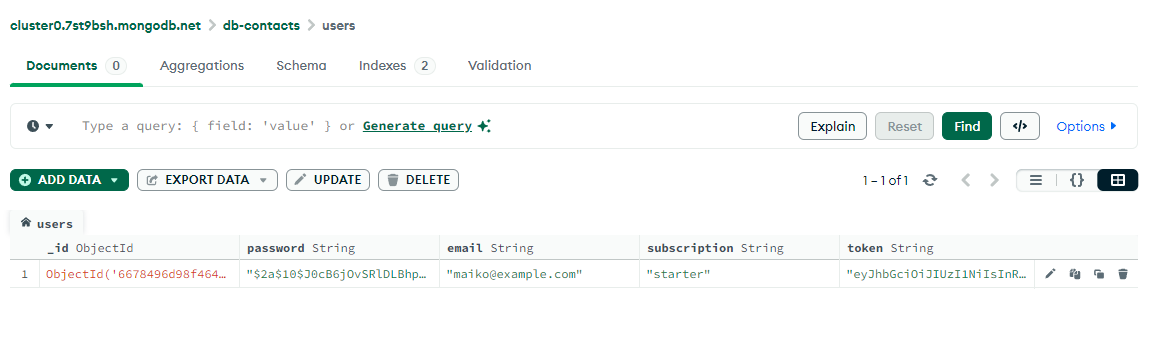 cluster0.7st9bsh.mongodb.net > db-contacts > users
Documents 0 Aggregations Schema Indexes 2 Validation
Type a query: { field: 'value' } or Generate query Explain Reset Find </> Options
ADD DATA EXPORT DATA UPDATE DELETE 1 – 1 of 1 {}
users
_id ObjectId password String email String subscription String token String
1 ObjectId('6678496d98f464… "$2a$10$J0cB6jOvSRlDLBhp… "maiko@example.com" "starter" "eyJhbGciOiJIUzI1NiIsInR…